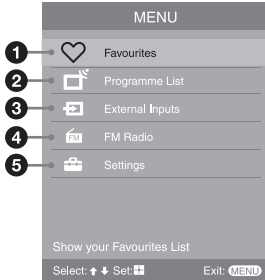 MENU
1 Favourites
2 Programme List
3 External Inputs
4 FM FM Radio
5 Settings
Show your Favourites List
Select: Set: Exit: MENU